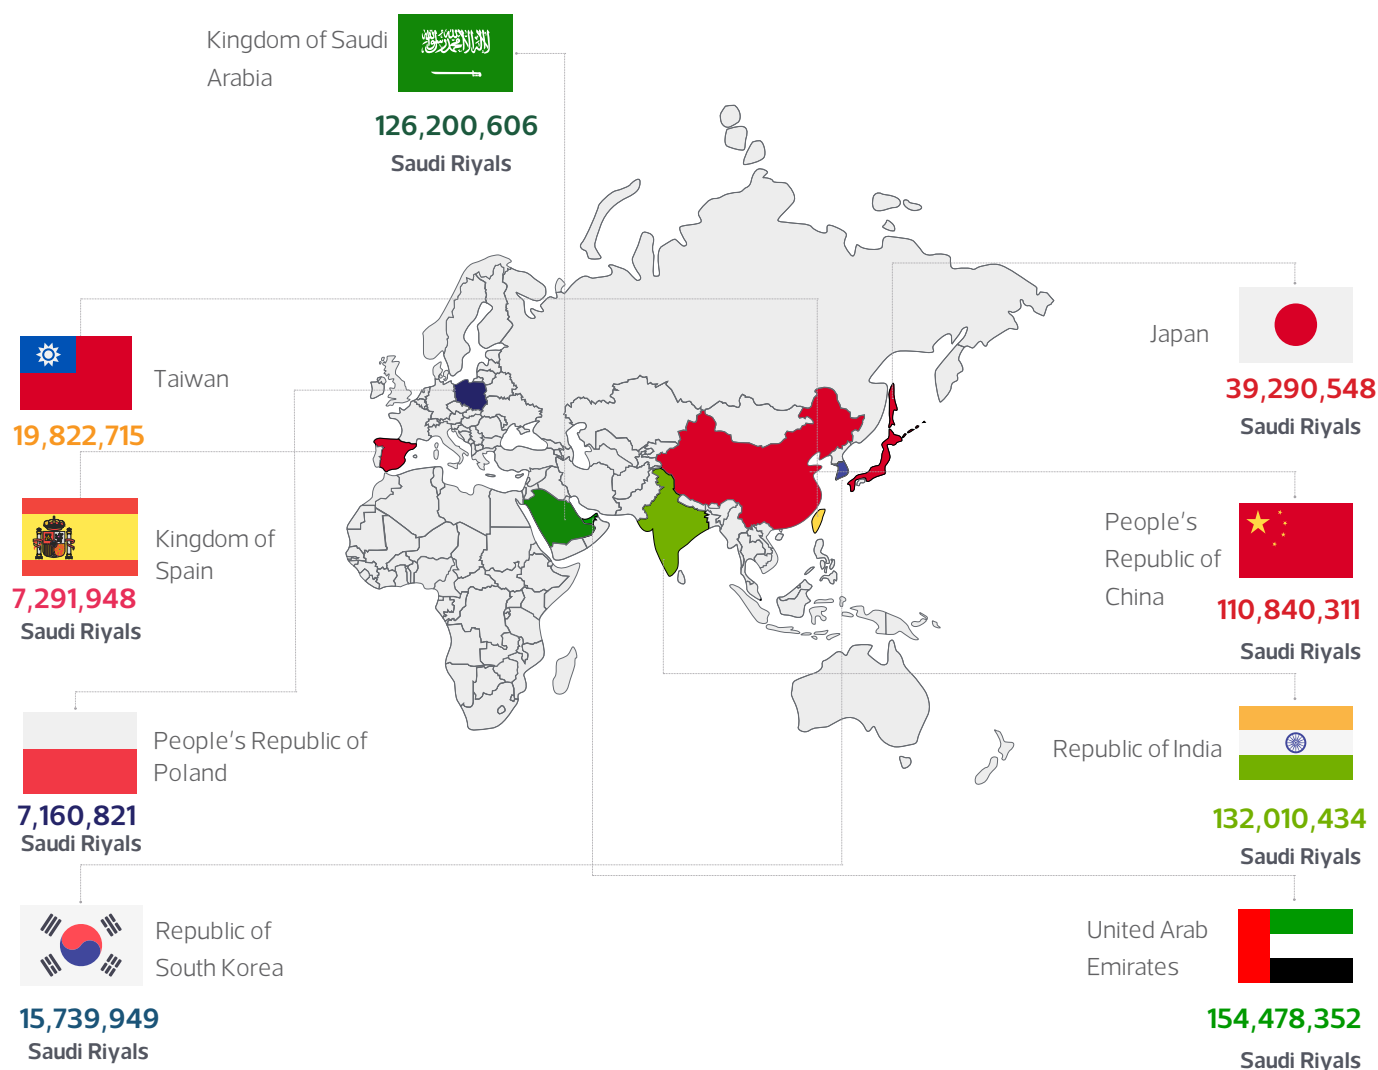 Kingdom of Saudi
Arabia
126,200,606
Saudi Riyals
Taiwan
19,822,715
Kingdom of
Spain
7,291,948
Saudi Riyals
People's Republic of
Poland
7,160,821
Saudi Riyals
Republic of
South Korea
15,739,949
Saudi Riyals
Japan
39,290,548
Saudi Riyals
People's
Republic of
China
110,840,311
Saudi Riyals
Republic of India
132,010,434
Saudi Riyals
United Arab
Emirates
154,478,352
Saudi Riyals